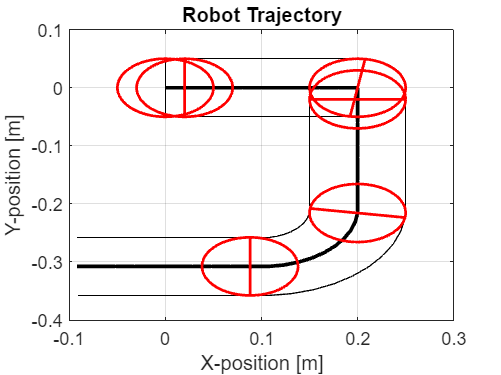 Robot Trajectory
0.1
0
-0.1
-0.2
-0.3
-0.4
Y-position [m]
-0.1 0 0.1 0.2 0.3
X-position [m]